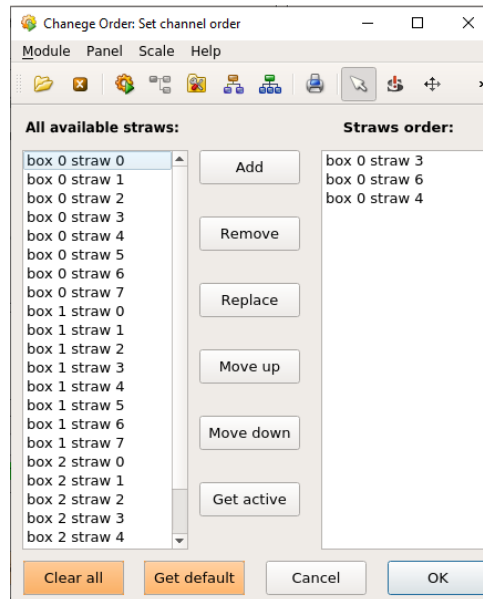 Chanege Order: Set channel order
Module Panel Scale Help
All available straws:
Straws order:
box 0 straw 0
box 0 straw 1
box 0 straw 2
box 0 straw 3
box 0 straw 4
box 0 straw 5
box 0 straw 6
box 0 straw 7
box 1 straw 0
box 1 straw 1
box 1 straw 2
box 1 straw 3
box 1 straw 4
box 1 straw 5
box 1 straw 6
box 1 straw 7
box 2 straw 0
box 2 straw 1
box 2 straw 2
box 2 straw 3
box 2 straw 4
Add
Remove
Replace
Move up
Move down
Get active
box 0 straw 3
box 0 straw 6
box 0 straw 4
Clear all
Get default
Cancel
OK